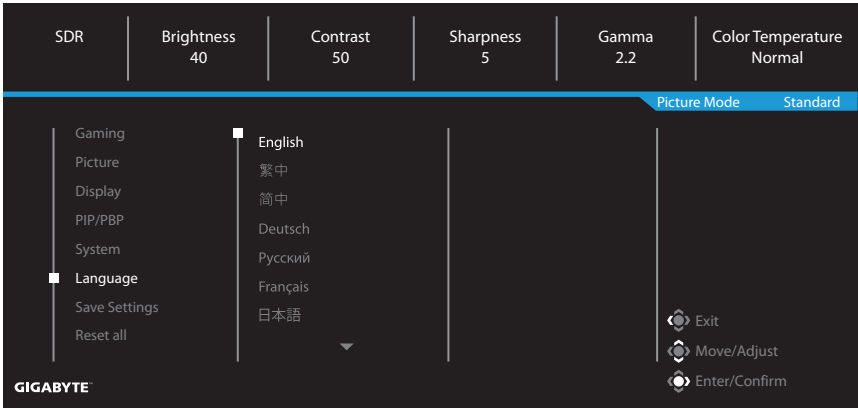 SDR
Brightness
40
Contrast
50
Sharpness
5
Gamma
2.2
Color Temperature
Normal
Picture Mode Standard
Gaming
Picture
Display
PIP/PBP
System
Language
Save Settings
Reset all
English
繁中
简中
Deutsch
Русский
Français
日本語
Exit
Move/Adjust
Enter/Confirm
GIGABYTE™